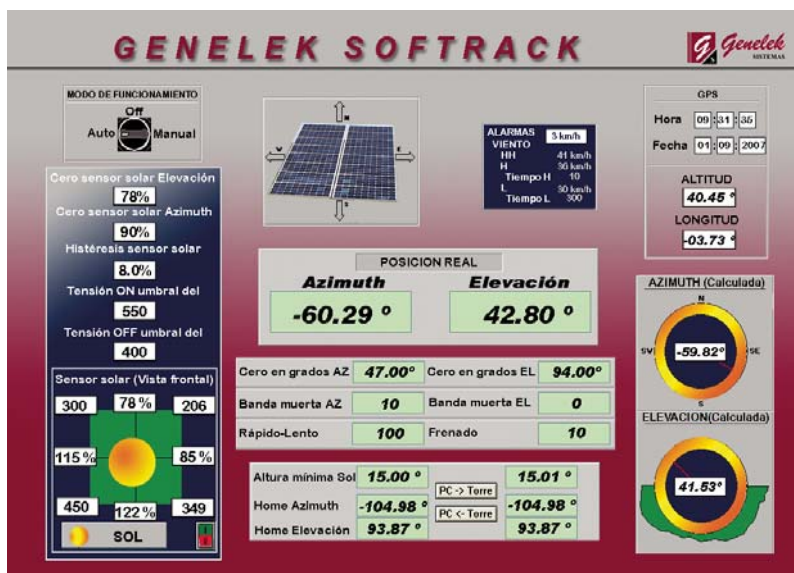 GENELEK SOFTRACK
Genelek
SISTEMAS
MODO DE FUNCIONAMIENTO
Off
Auto Manual
Cero sensor solar Elevación
78%
Cero sensor solar Azimuth
90%
Histéresis sensor solar
8.0%
Tensión ON umbral del
550
Tensión OFF umbral del
400
Sensor solar (Vista frontal)
300 78 % 206
115 % 85 %
450 122 % 349
SOL
N
E
S
ALARMAS 3 km/h
VIENTO
HH 41 km/h
H 36 km/h
Tiempo H 10
L 30 km/h
Tiempo L 300
POSICION REAL
Azimuth Elevación
-60.29 º 42.80 º
Cero en grados AZ 47.00º Cero en grados EL 94.00º
Banda muerta AZ 10 Banda muerta EL 0
Rápido-Lento 100 Frenado 10
Altura mínima Sol 15.00 º 15.01 º
PC -> Torre
Home Azimuth -104.98 º -104.98 º
PC <- Torre
Home Elevación 93.87 º 93.87 º
GPS
Hora 09 : 31 : 35
Fecha 01 : 09 : 2007
ALTITUD
40.45 º
LONGITUD
-03.73 º
AZIMUTH (Calculada)
N
-59.82º
SE
S
ELEVACION(Calculada)
41.53º